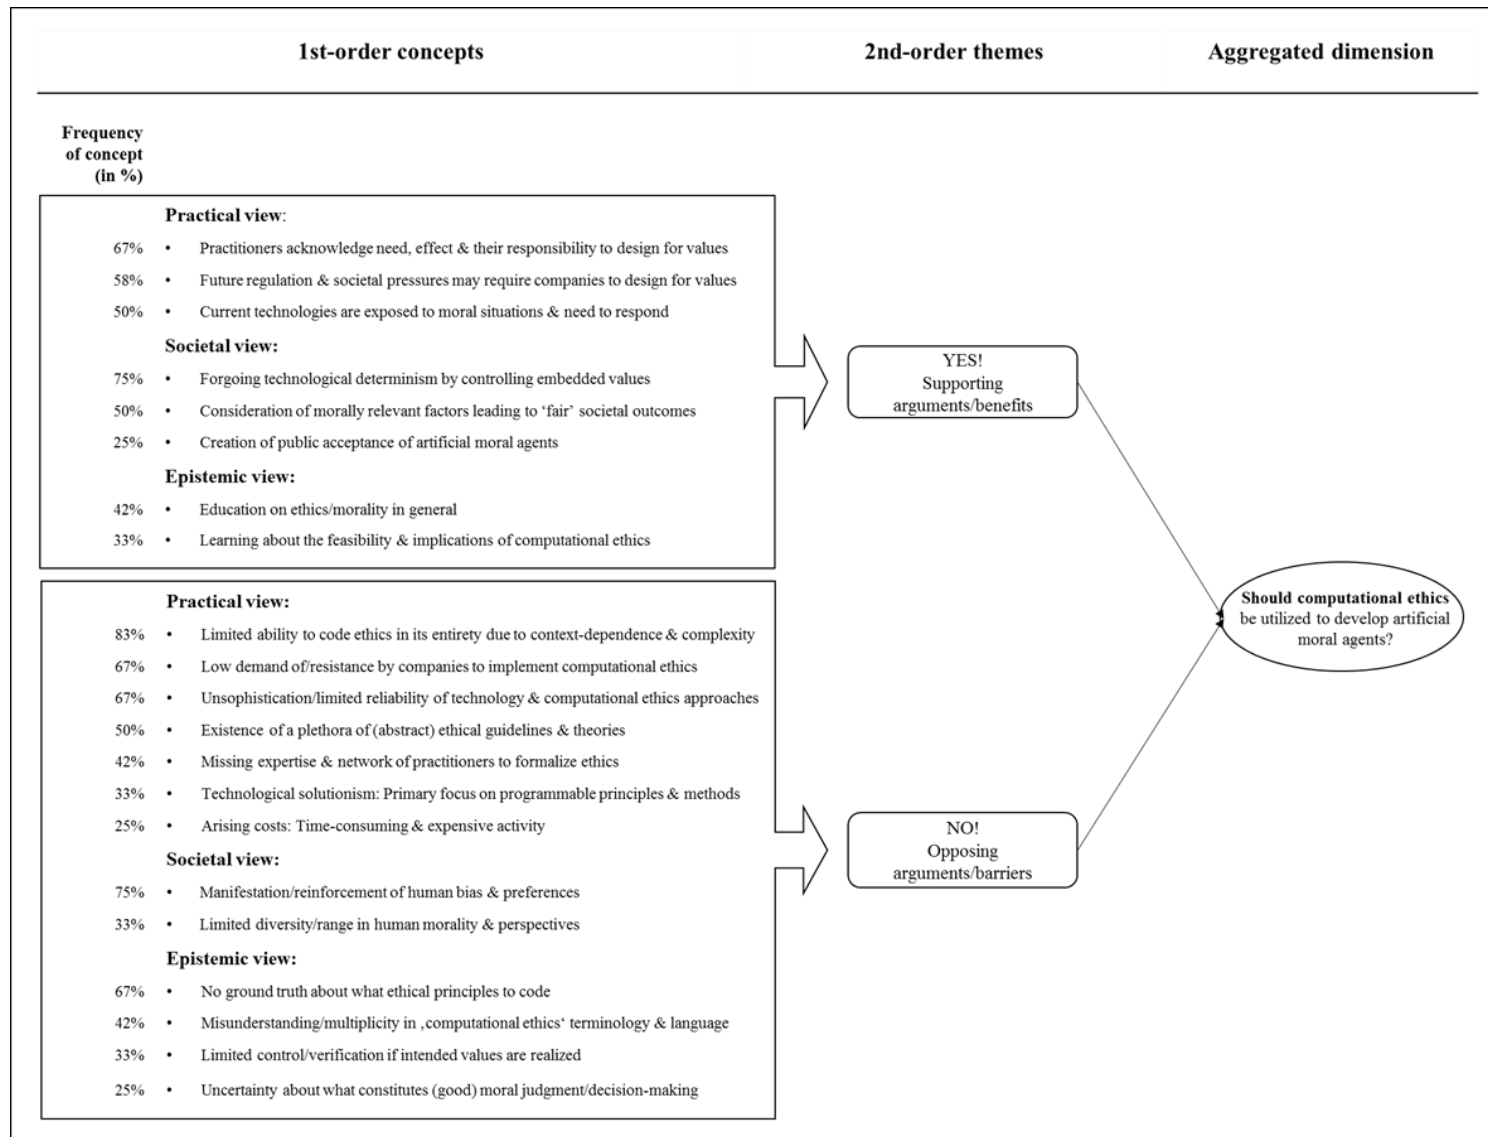 1st-order concepts
2nd-order themes
Aggregated dimension
Frequency
of concept
(in %)
Practical view:
67% • Practitioners acknowledge need, effect & their responsibility to design for values
58% • Future regulation & societal pressures may require companies to design for values
50% • Current technologies are exposed to moral situations & need to respond
Societal view:
75% • Forgoing technological determinism by controlling embedded values
50% • Consideration of morally relevant factors leading to ‘fair’ societal outcomes
25% • Creation of public acceptance of artificial moral agents
Epistemic view:
42% • Education on ethics/morality in general
33% • Learning about the feasibility & implications of computational ethics
YES!
Supporting
arguments/benefits
Practical view:
83% • Limited ability to code ethics in its entirety due to context-dependence & complexity
67% • Low demand of/resistance by companies to implement computational ethics
67% • Unsophistication/limited reliability of technology & computational ethics approaches
50% • Existence of a plethora of (abstract) ethical guidelines & theories
42% • Missing expertise & network of practitioners to formalize ethics
33% • Technological solutionism: Primary focus on programmable principles & methods
25% • Arising costs: Time-consuming & expensive activity
Societal view:
75% • Manifestation/reinforcement of human bias & preferences
33% • Limited diversity/range in human morality & perspectives
Epistemic view:
67% • No ground truth about what ethical principles to code
42% • Misunderstanding/multiplicity in ‚computational ethics‘ terminology & language
33% • Limited control/verification if intended values are realized
25% • Uncertainty about what constitutes (good) moral judgment/decision-making
NO!
Opposing
arguments/barriers
Should computational ethics
be utilized to develop artificial
moral agents?